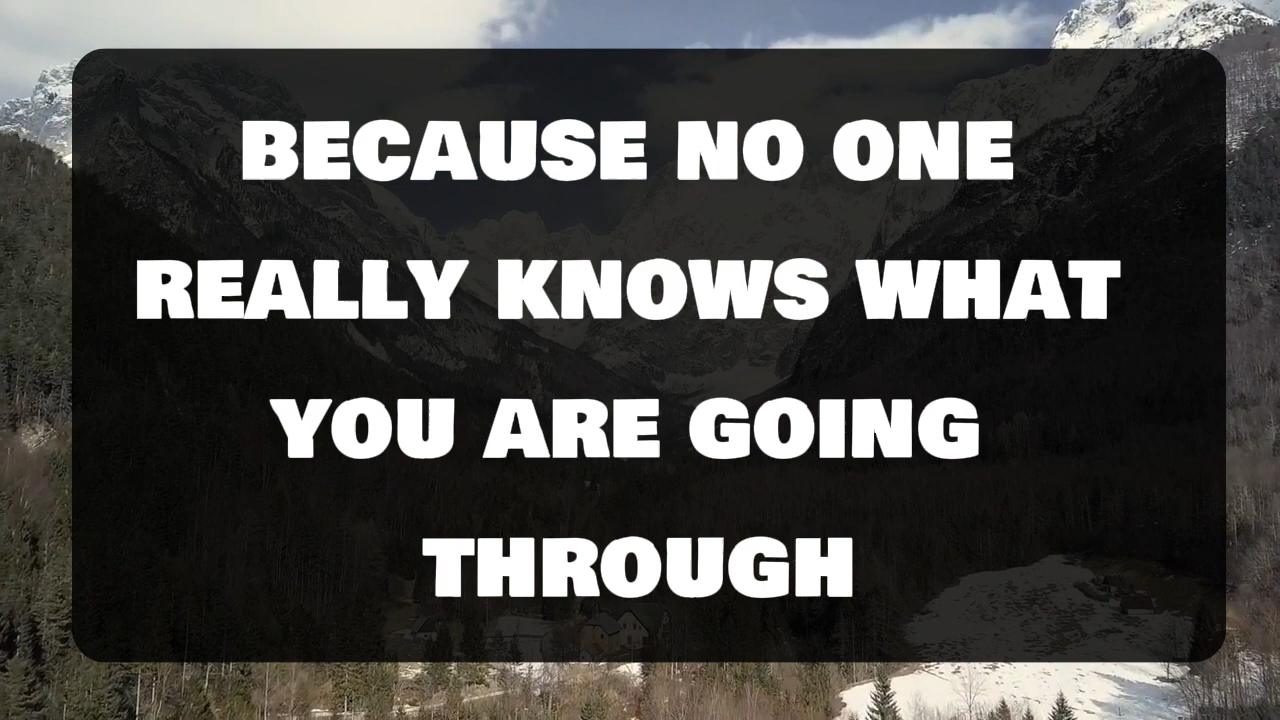 BECAUSE NO ONE
REALLY KNOWS WHAT
YOU ARE GOING
THROUGH